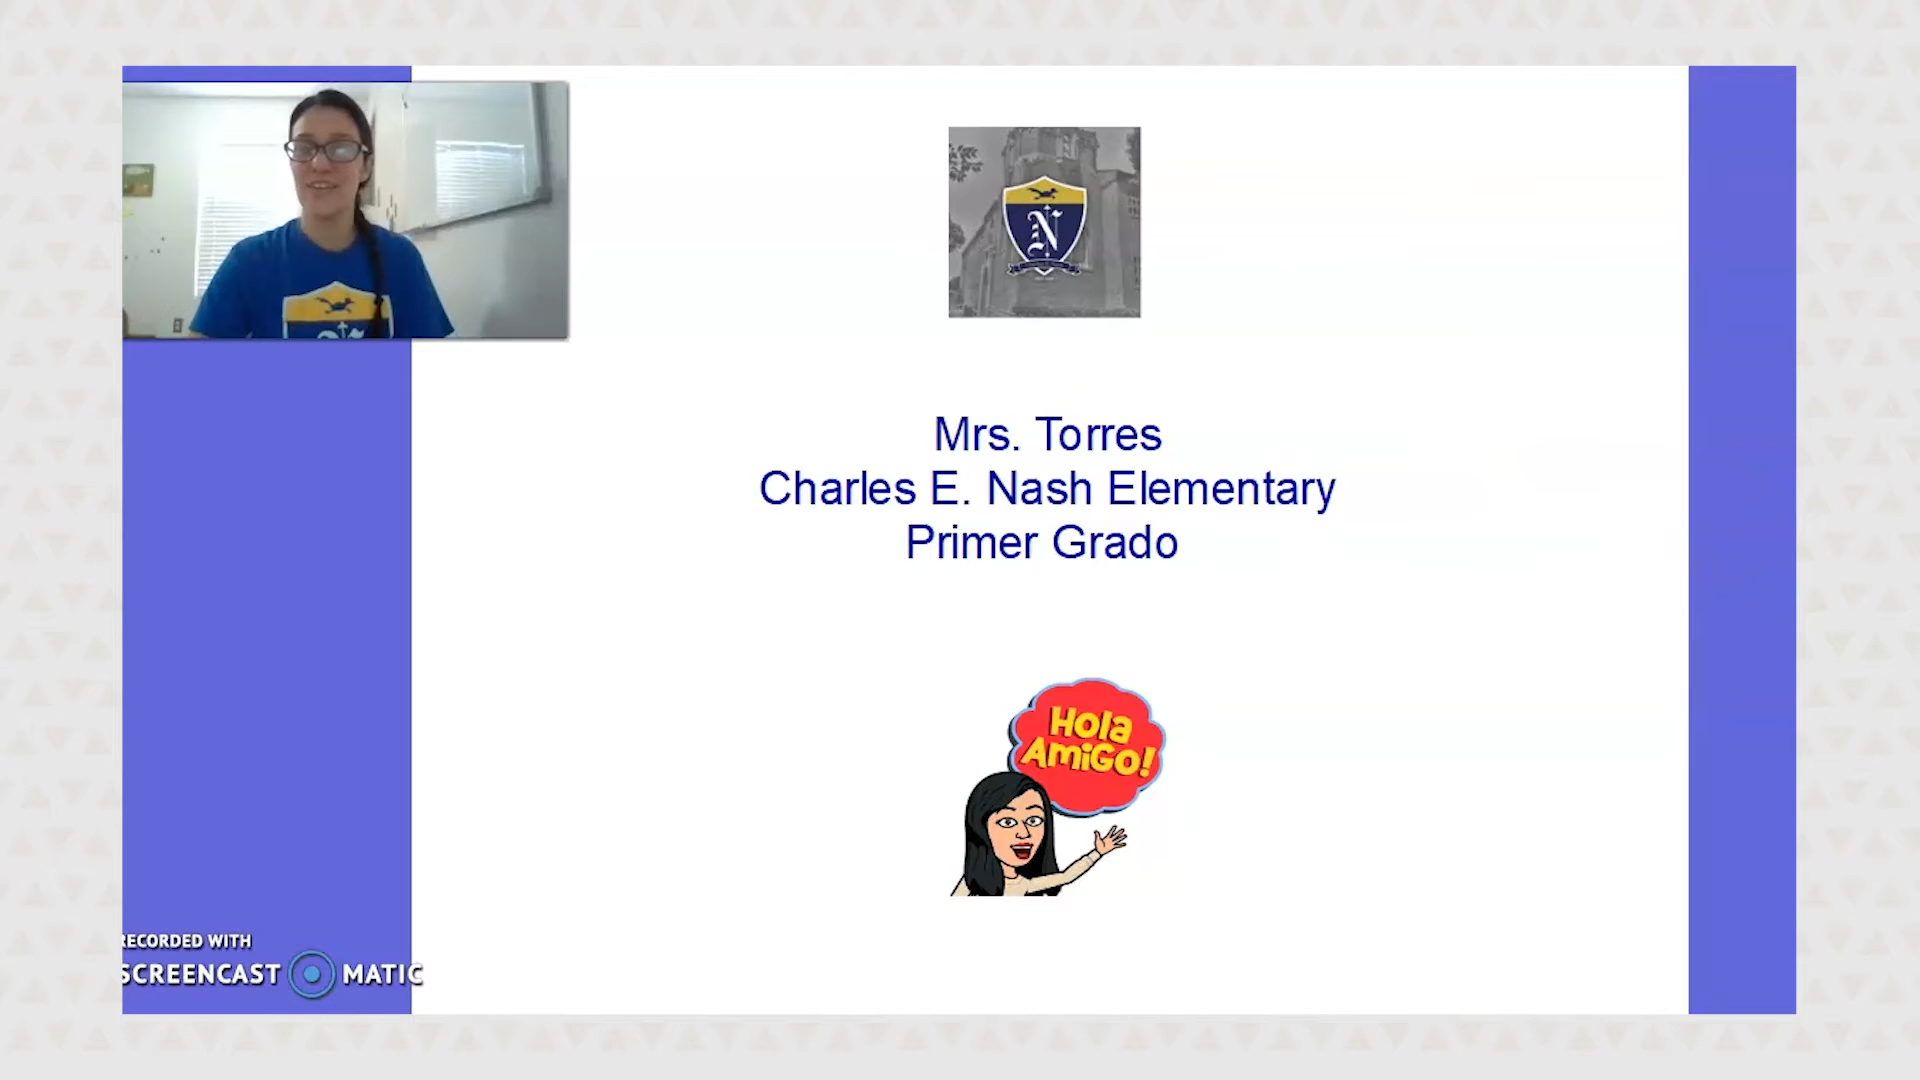 N
Mrs. Torres
Charles E. Nash Elementary
Primer Grado
Hola
AMiGO!
RECORDED WITH
SCREENCAST MATIC